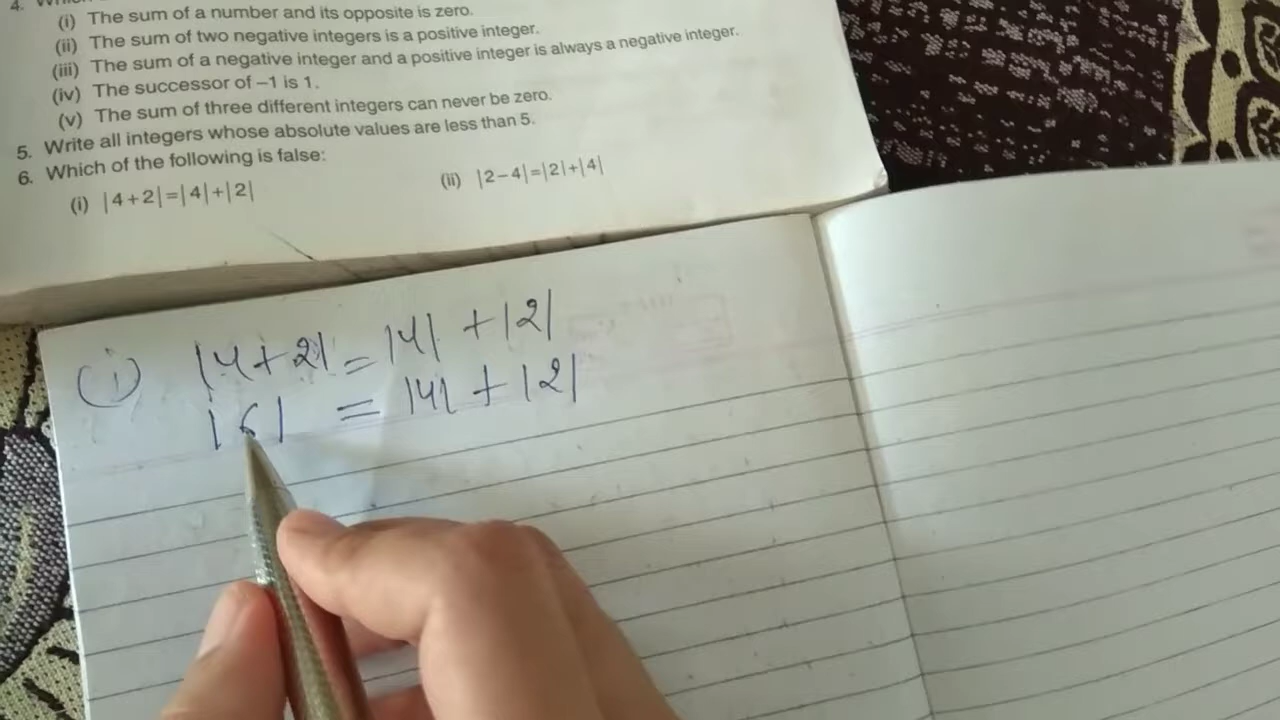 4.
(i) The sum of a number and its opposite is zero.
(ii) The sum of two negative integers is a positive integer.
(iii) The sum of a negative integer and a positive integer is always a negative integer.
(iv) The successor of –1 is 1.
(v) The sum of three different integers can never be zero.
5. Write all integers whose absolute values are less than 5.
6. Which of the following is false:
(i) |4+2|=|4|+|2| (ii) |2–4|=|2|+|4|
(i) |4+2| = |4| + |2|
|6| = |4| + |2|